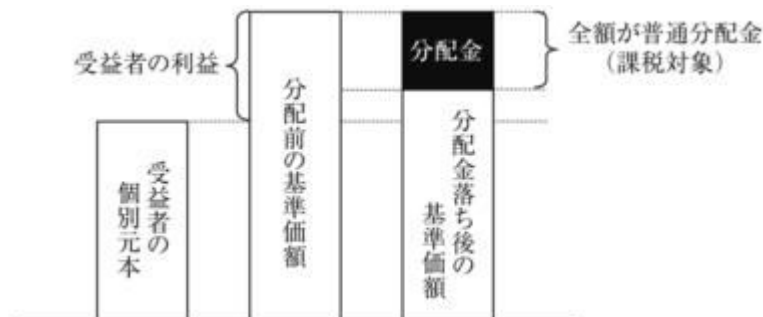 受益者の利益
分配金
全額が普通分配金
（課税対象）
受益者の
個別元本
分配前の基準価額
分配金落ち後の
基準価額